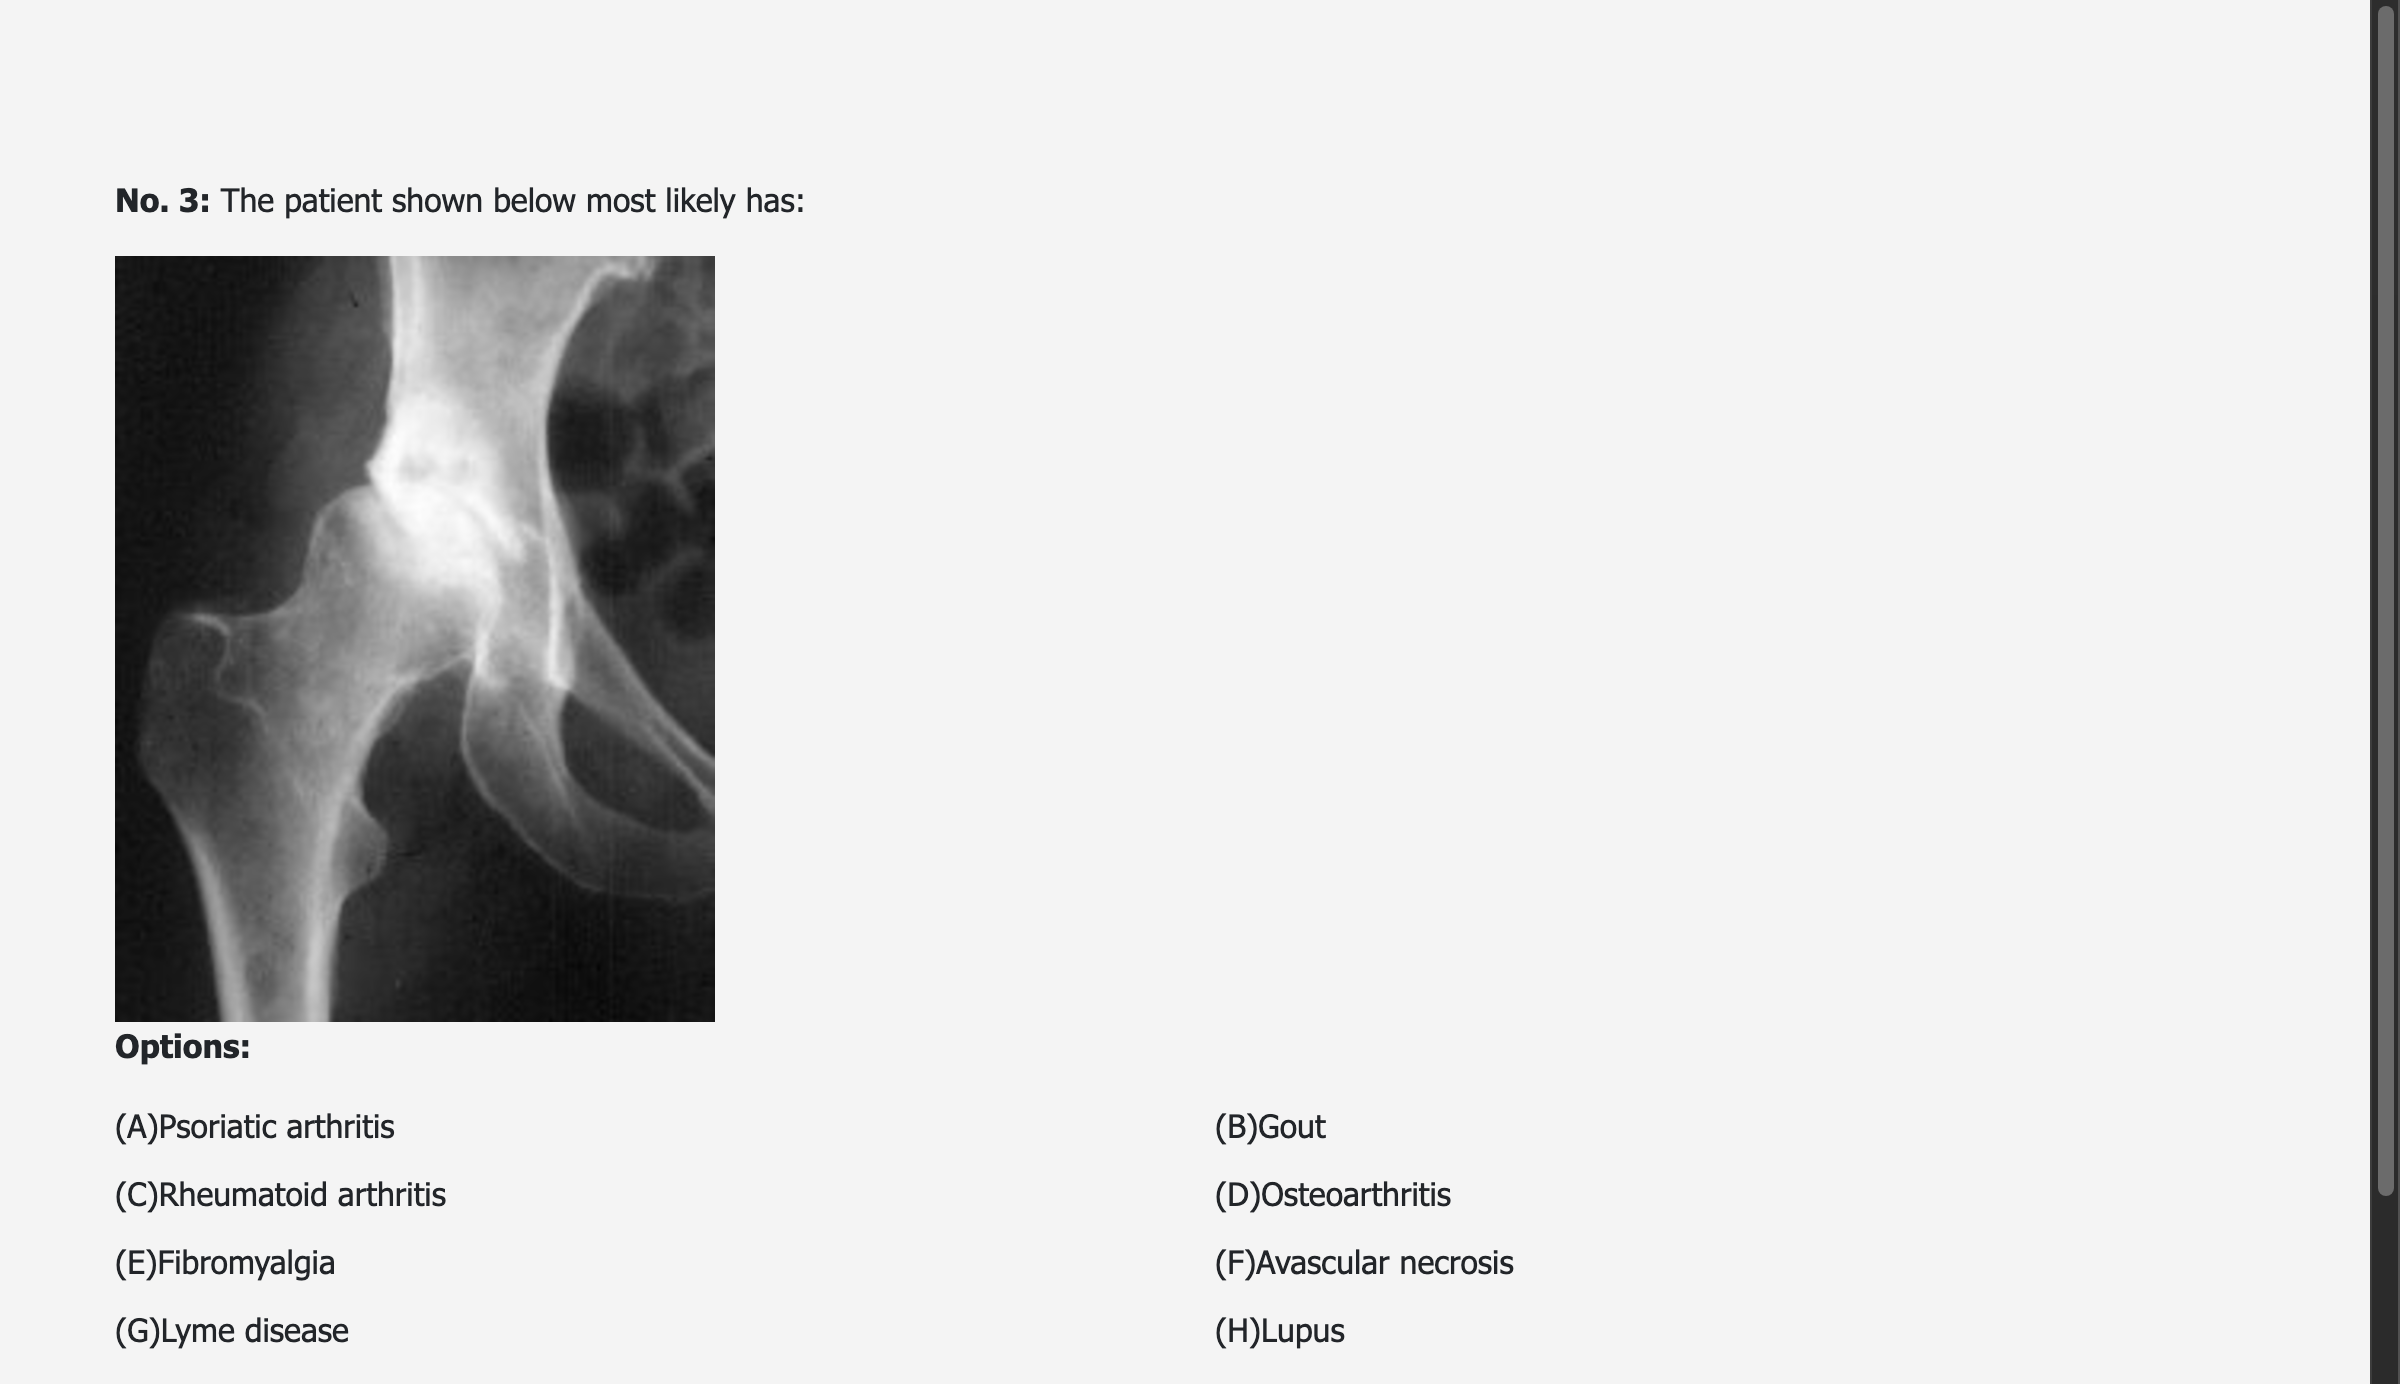 No. 3: The patient shown below most likely has:
Options:
(A)Psoriatic arthritis
(B)Gout
(C)Rheumatoid arthritis
(D)Osteoarthritis
(E)Fibromyalgia
(F)Avascular necrosis
(G)Lyme disease
(H)Lupus